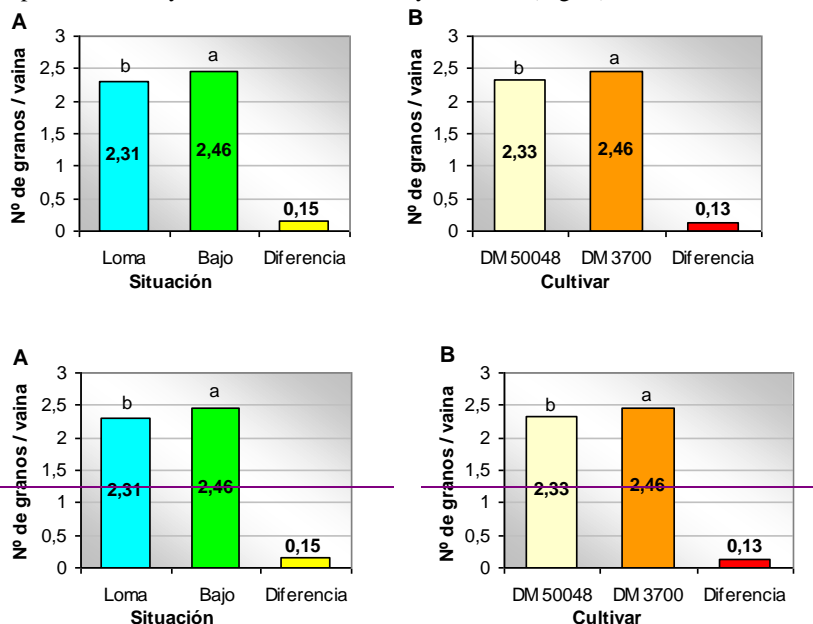 A
Nº de granos / vaina
3
2,5
2
1,5
1
0,5
0
b
a
2,31
2,46
0,15
Loma Bajo Diferencia
Situación
B
Nº de granos / vaina
3
2,5
2
1,5
1
0,5
0
b
a
2,33
2,46
0,13
DM 50048 DM 3700 Diferencia
Cultivar
A
Nº de granos / vaina
3
2,5
2
1,5
1
0,5
0
b
a
2,31
2,46
0,15
Loma Bajo Diferencia
Situación
B
Nº de granos / vaina
3
2,5
2
1,5
1
0,5
0
b
a
2,33
2,46
0,13
DM 50048 DM 3700 Diferencia
Cultivar